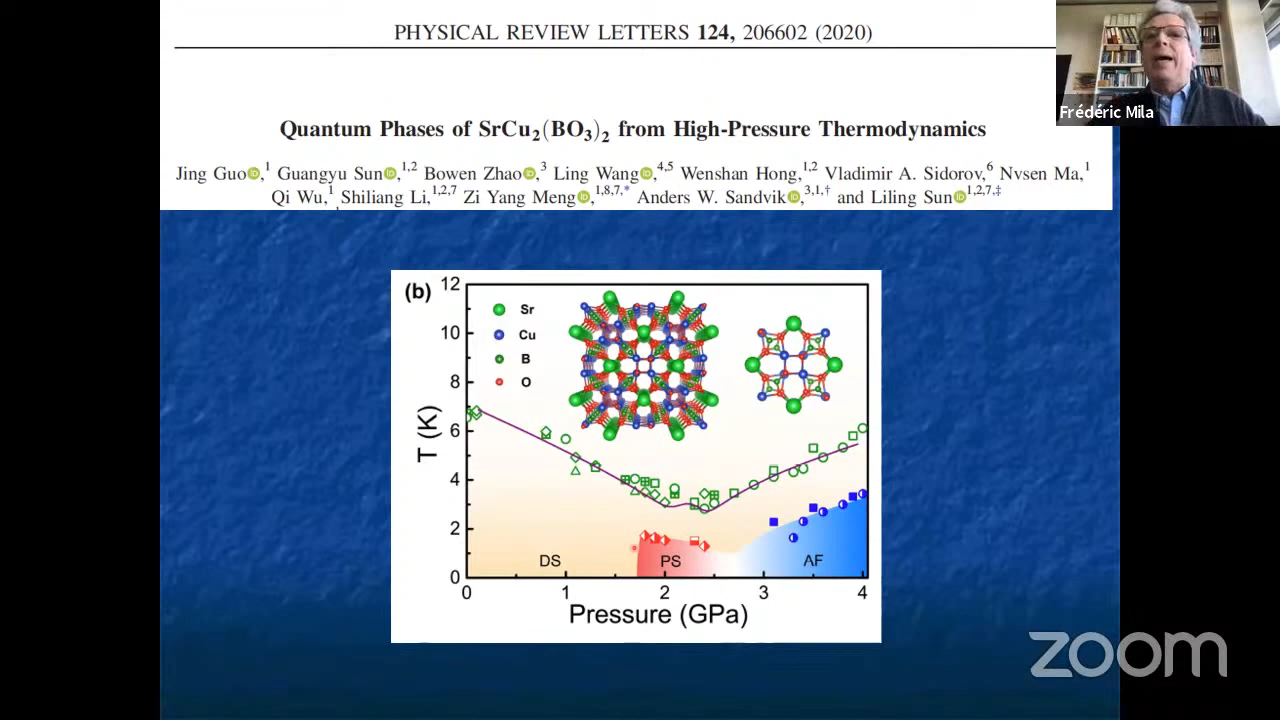 PHYSICAL REVIEW LETTERS 124, 206602 (2020)
Frédéric Mila
Quantum Phases of SrCu₂(BO₃)₂ from High-Pressure Thermodynamics
Jing Guo,¹ Guangyu Sun,¹,² Bowen Zhao,³ Ling Wang,⁴,⁵ Wenshan Hong,¹,² Vladimir A. Sidorov,⁶ Nvsen Ma,¹
Qi Wu,¹ Shiliang Li,¹,²,⁷ Zi Yang Meng,¹,⁸,⁷,* Anders W. Sandvik,³,¹,† and Liling Sun¹,²,⁷,‡
(b)
Sr
Cu
B
O
12
10
8
6
4
2
0
T (K)
DS
PS
AF
0 1 2 3 4
Pressure (GPa)
zoom